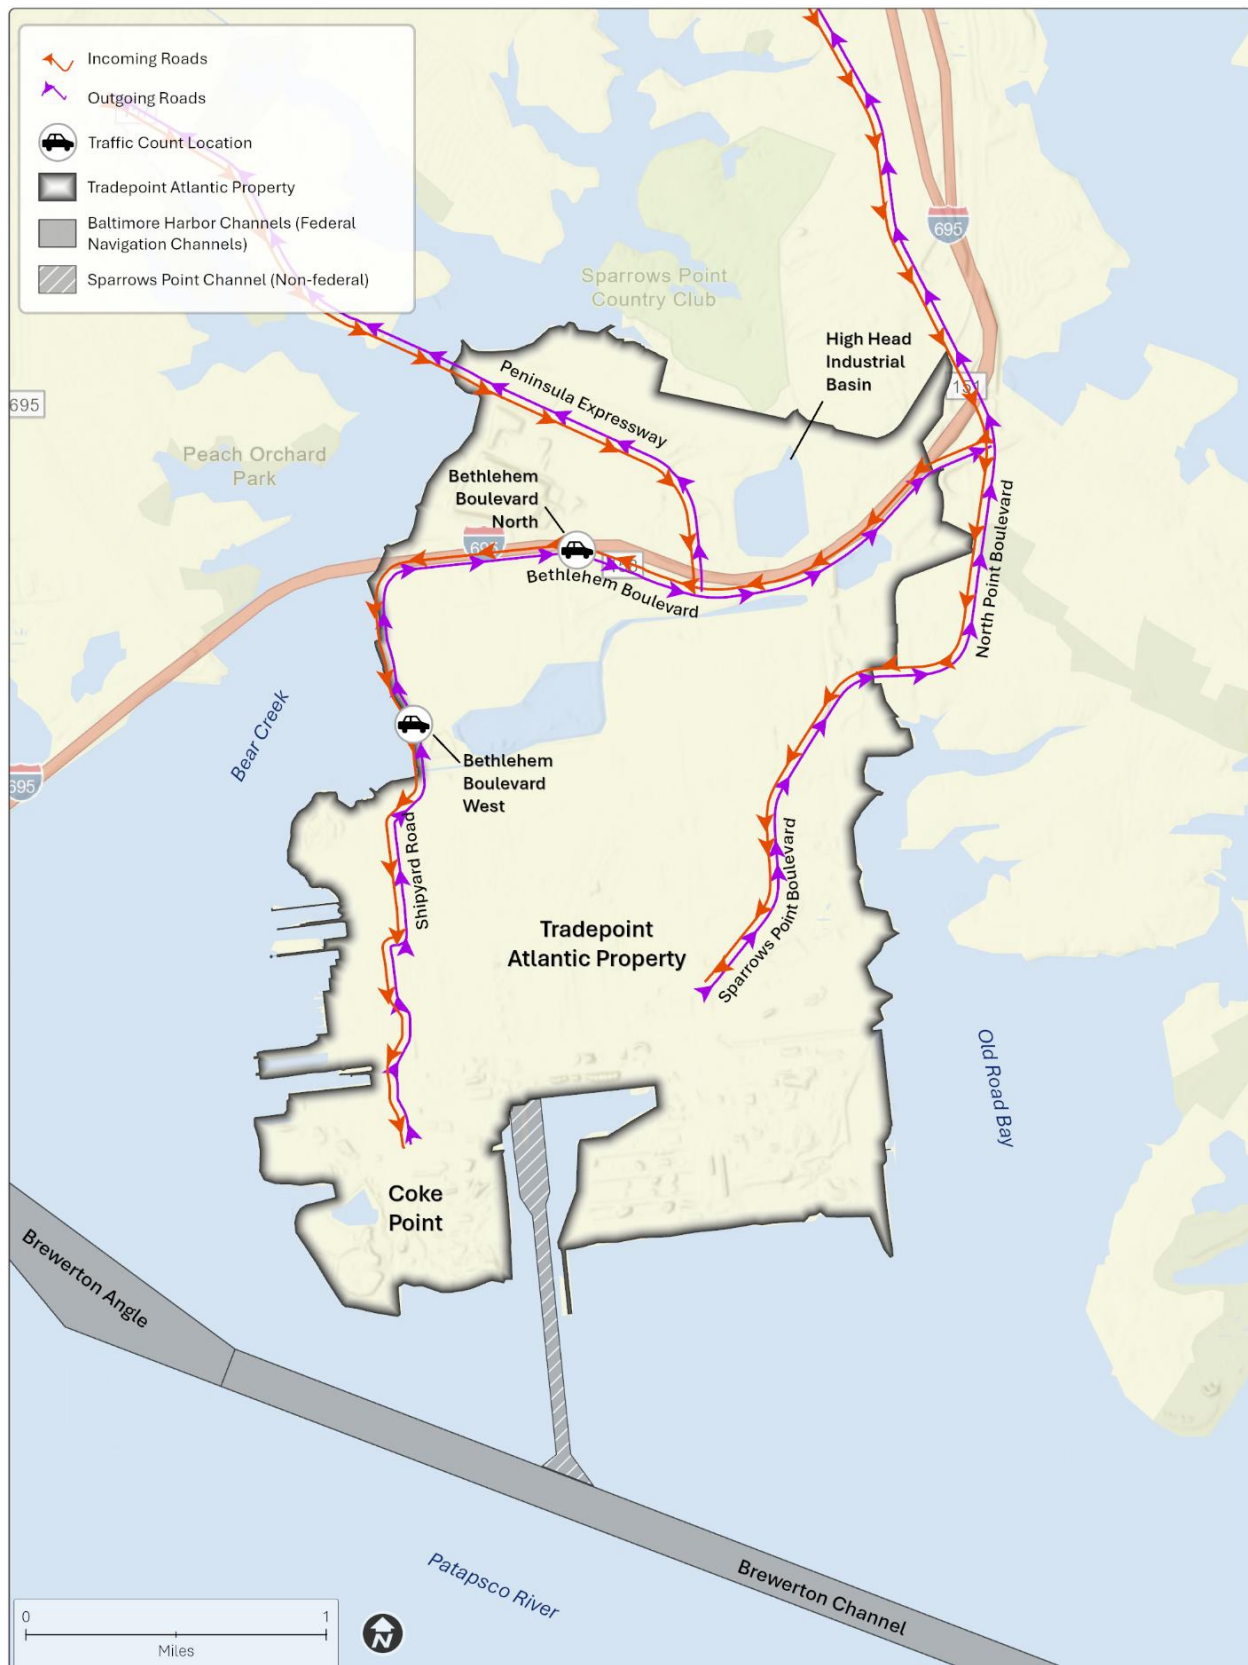 Incoming Roads
Outgoing Roads
Traffic Count Location
Tradepoint Atlantic Property
Baltimore Harbor Channels (Federal
Navigation Channels)
Sparrows Point Channel (Non-federal)
695
Sparrows Point
Country Club
High Head
Industrial
Basin
151
695
Peninsula Expressway
Peach Orchard
Park
Bethlehem
Boulevard
North
695
158
Bethlehem Boulevard
North Point Boulevard
Bear Creek
695
Bethlehem
Boulevard
West
Shipyard Road
Sparrows Point Boulevard
Tradepoint
Atlantic Property
Old Road Bay
Coke
Point
Brewerton Angle
Brewerton Channel
Patapsco River
0 1
Miles
N